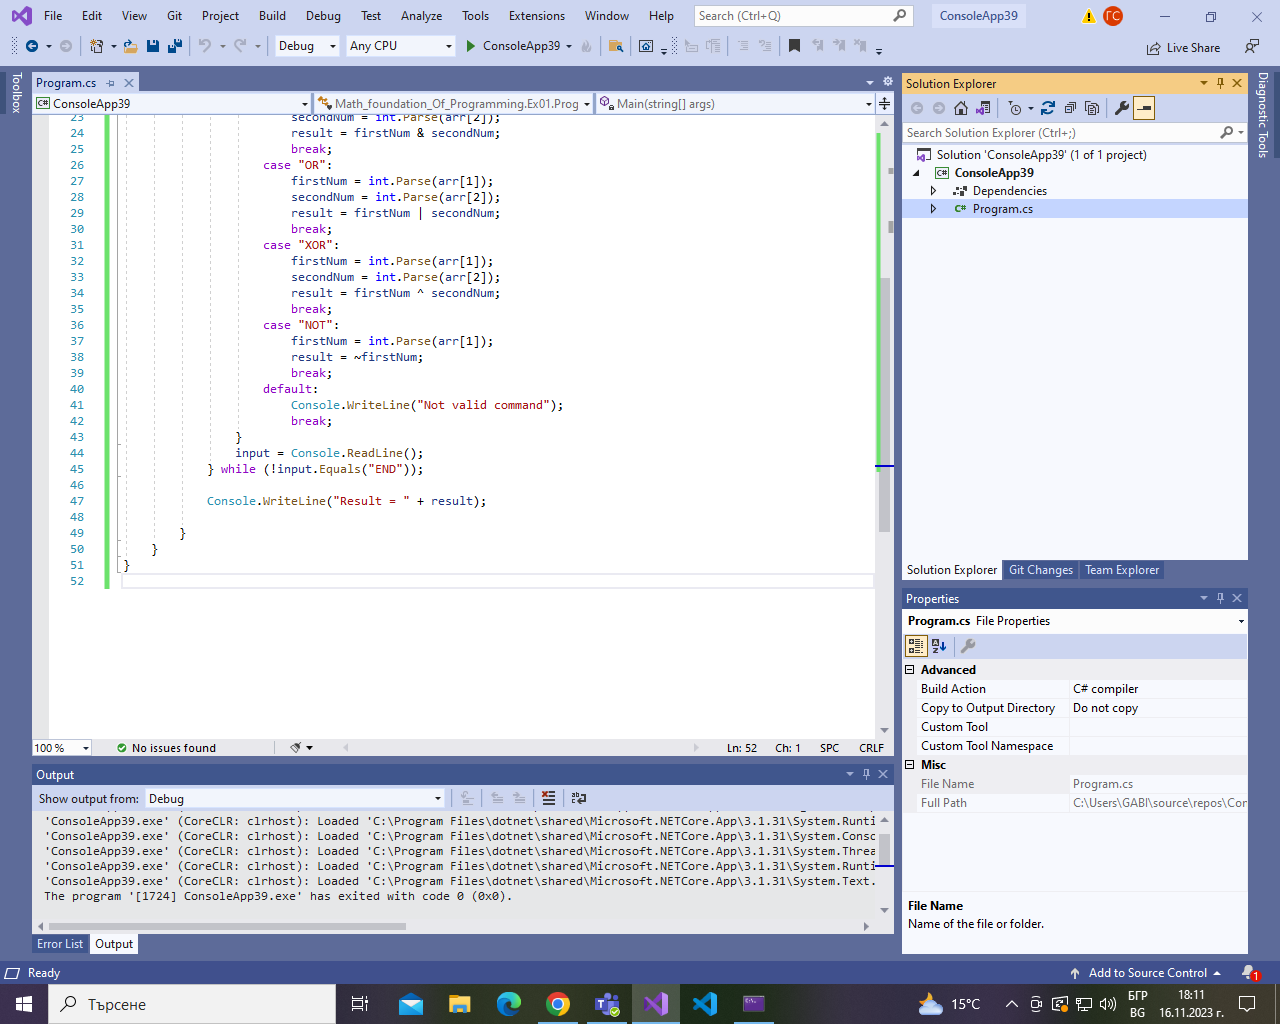 File Edit View Git Project Build Debug Test Analyze Tools Extensions Window Help Search (Ctrl+Q) ConsoleApp39 ГС
Debug Any CPU ConsoleApp39 Live Share
Toolbox
Program.cs
ConsoleApp39 Math_foundation_Of_Programming.Ex01.Prog Main(string[] args)
23 secondNum = int.Parse(arr[2]);
24 result = firstNum & secondNum;
25 break;
26 case "OR":
27 firstNum = int.Parse(arr[1]);
28 secondNum = int.Parse(arr[2]);
29 result = firstNum | secondNum;
30 break;
31 case "XOR":
32 firstNum = int.Parse(arr[1]);
33 secondNum = int.Parse(arr[2]);
34 result = firstNum ^ secondNum;
35 break;
36 case "NOT":
37 firstNum = int.Parse(arr[1]);
38 result = ~firstNum;
39 break;
40 default:
41 Console.WriteLine("Not valid command");
42 break;
43 }
44 input = Console.ReadLine();
45 } while (!input.Equals("END"));
46
47 Console.WriteLine("Result = " + result);
48
49 }
50 }
51 }
52
100 % No issues found Ln: 52 Ch: 1 SPC CRLF
Output
Show output from: Debug
'ConsoleApp39.exe' (CoreCLR: clrhost): Loaded 'C:\Program Files\dotnet\shared\Microsoft.NETCore.App\3.1.31\System.Runti
'ConsoleApp39.exe' (CoreCLR: clrhost): Loaded 'C:\Program Files\dotnet\shared\Microsoft.NETCore.App\3.1.31\System.Conso
'ConsoleApp39.exe' (CoreCLR: clrhost): Loaded 'C:\Program Files\dotnet\shared\Microsoft.NETCore.App\3.1.31\System.Threa
'ConsoleApp39.exe' (CoreCLR: clrhost): Loaded 'C:\Program Files\dotnet\shared\Microsoft.NETCore.App\3.1.31\System.Runti
'ConsoleApp39.exe' (CoreCLR: clrhost): Loaded 'C:\Program Files\dotnet\shared\Microsoft.NETCore.App\3.1.31\System.Text.
The program '[1724] ConsoleApp39.exe' has exited with code 0 (0x0).
Error List Output
Solution Explorer
Search Solution Explorer (Ctrl+;)
Solution 'ConsoleApp39' (1 of 1 project)
C# ConsoleApp39
Dependencies
C# Program.cs
Solution Explorer Git Changes Team Explorer
Properties
Program.cs File Properties
Advanced
Build Action C# compiler
Copy to Output Directory Do not copy
Custom Tool
Custom Tool Namespace
Misc
File Name Program.cs
Full Path C:\Users\GABI\source\repos\Con
File Name
Name of the file or folder.
Diagnostic Tools
Ready Add to Source Control 1
Търсене 15°C БГР 18:11
BG 16.11.2023 г.